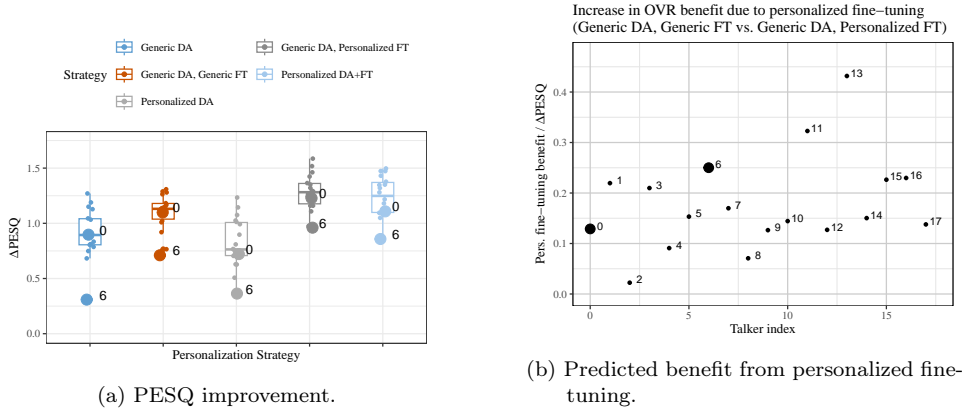 Generic DA
Generic DA, Personalized FT
Strategy
Generic DA, Generic FT
Personalized DA+FT
Personalized DA
ΔPESQ
1.5
1.0
0.5
0.0
0
6
0
6
0
6
0
6
0
6
Personalization Strategy
(a) PESQ improvement.
Increase in OVR benefit due to personalized fine−tuning
(Generic DA, Generic FT vs. Generic DA, Personalized FT)
Pers. fine−tuning benefit / ΔPESQ
0.4
0.3
0.2
0.1
0.0
13
11
6
1
3
15
16
7
5
10
14
0
9
12
17
4
8
2
0
5
10
15
Talker index
(b) Predicted benefit from personalized fine-
tuning.